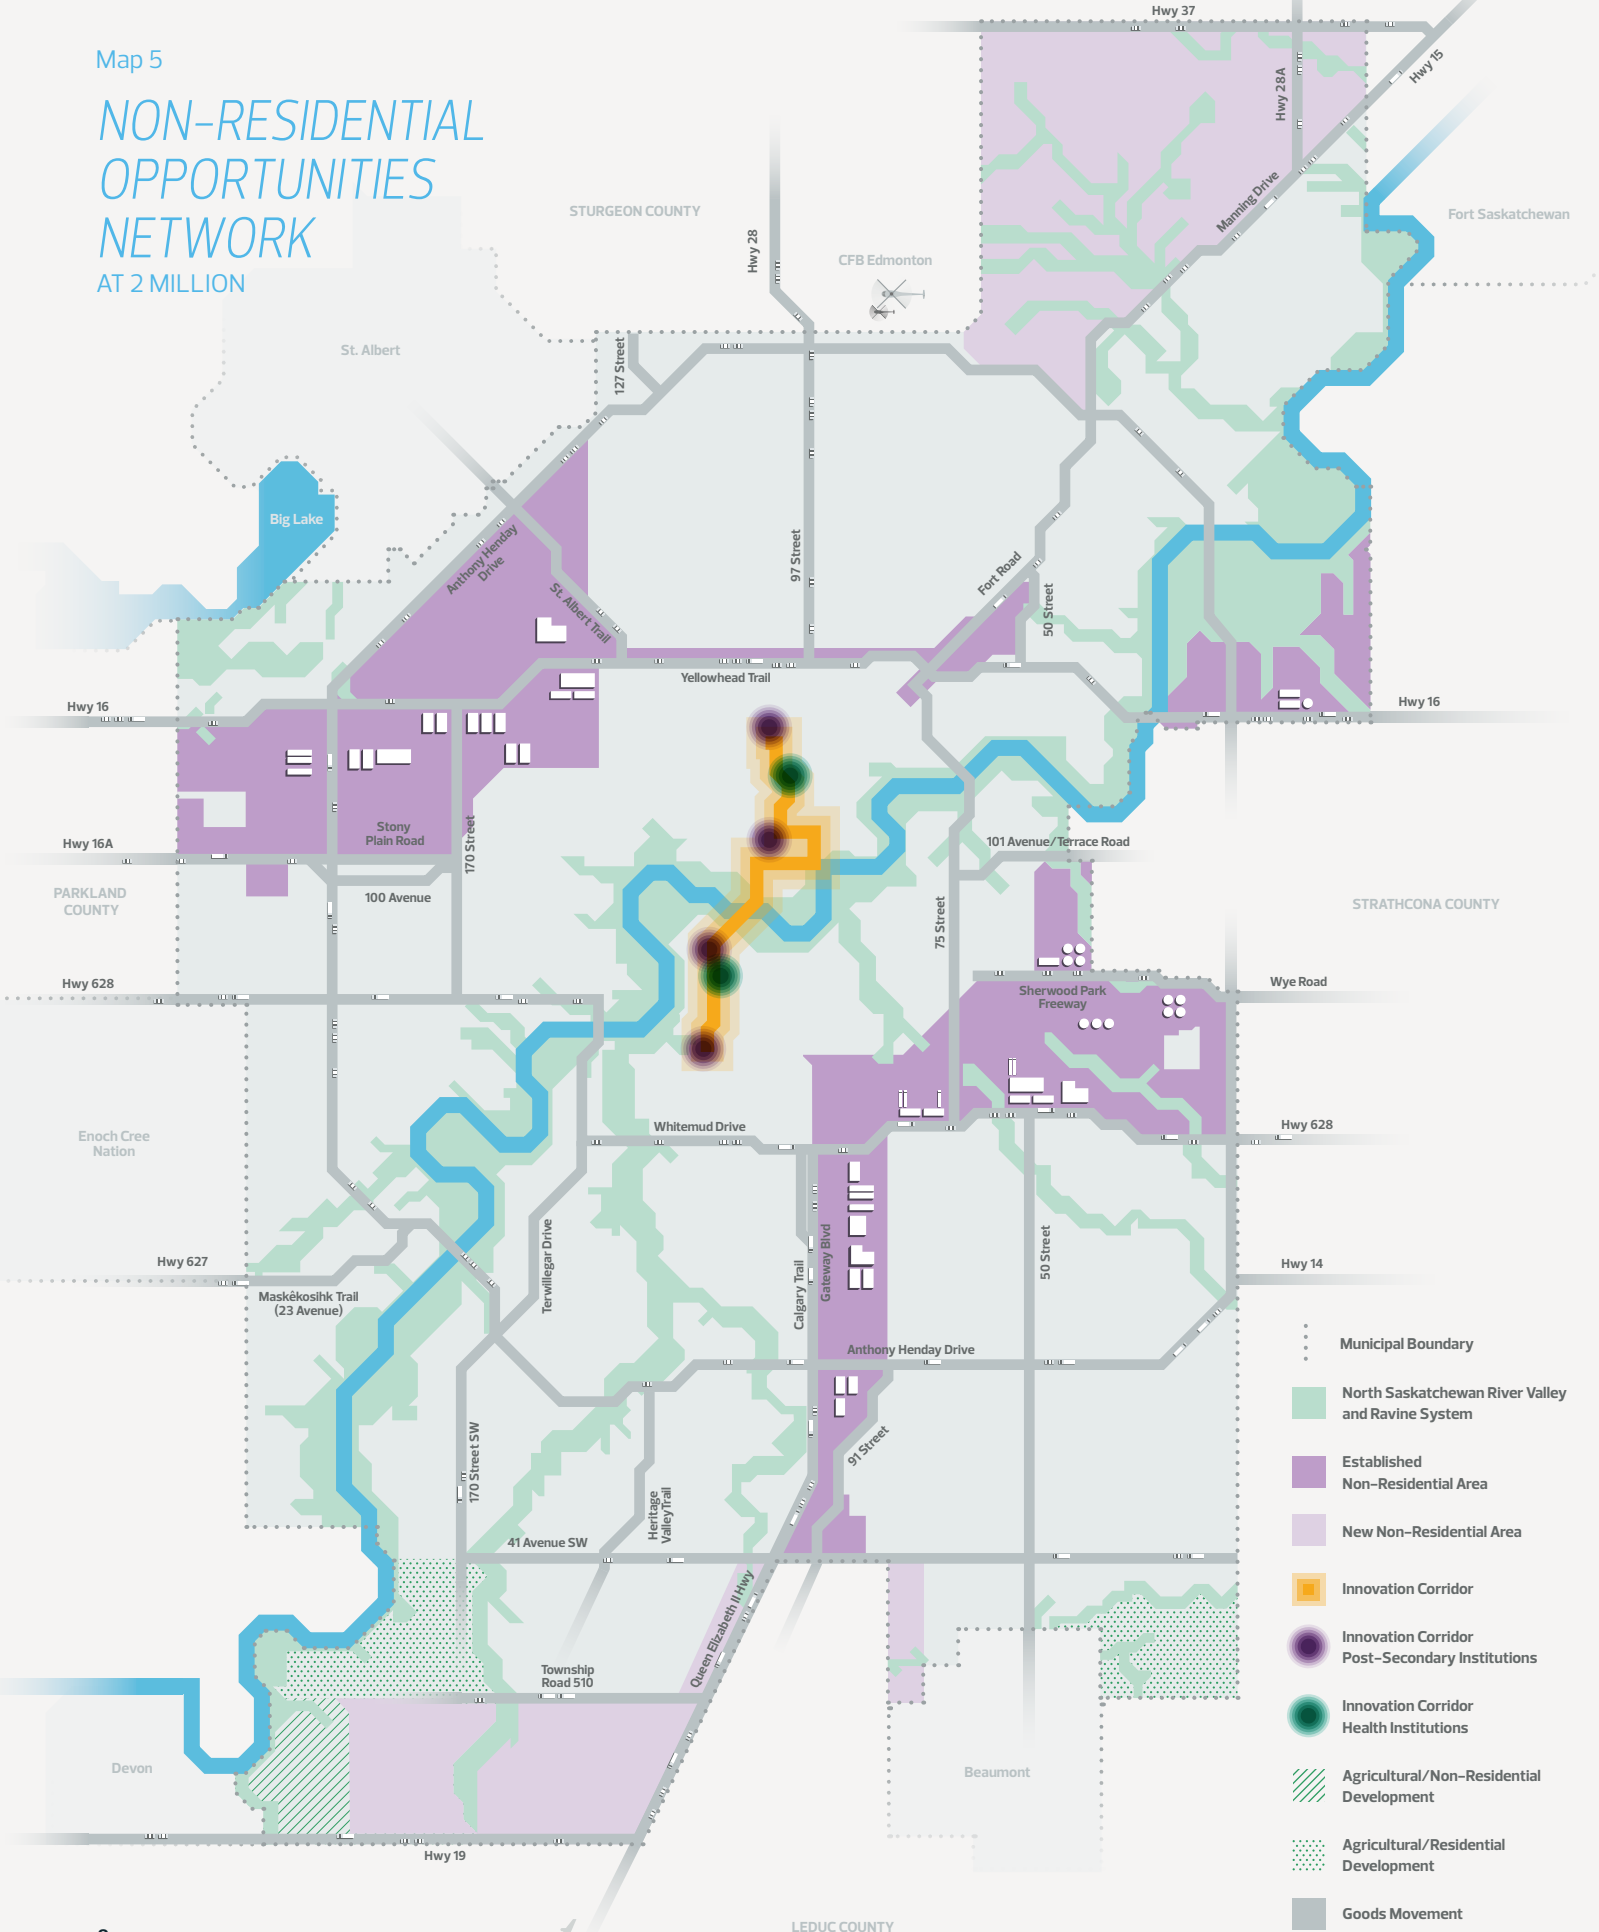 Map 5
NON-RESIDENTIAL
OPPORTUNITIES
NETWORK
AT 2 MILLION
Hwy 37
Hwy 15
Hwy 28A
Manning Drive
Fort Saskatchewan
STURGEON COUNTY
Hwy 28
CFB Edmonton
St. Albert
127 Street
Big Lake
Anthony Henday
Drive
St. Albert Trail
97 Street
Fort Road
50 Street
Yellowhead Trail
Hwy 16
Hwy 16
Stony
Plain Road
170 Street
Hwy 16A
101 Avenue/Terrace Road
100 Avenue
PARKLAND
COUNTY
75 Street
STRATHCONA COUNTY
Hwy 628
Sherwood Park
Freeway
Wye Road
Enoch Cree
Nation
Whitemud Drive
Hwy 628
Terwillegar Drive
Calgary Trail
Gateway Blvd
50 Street
Hwy 627
Hwy 14
Maskêkosihk Trail
(23 Avenue)
Anthony Henday Drive
91 Street
170 Street SW
Heritage
Valley Trail
41 Avenue SW
Queen Elizabeth II Hwy
Township
Road 510
Devon
Beaumont
Hwy 19
LEDUC COUNTY
Municipal Boundary
North Saskatchewan River Valley
and Ravine System
Established
Non-Residential Area
New Non-Residential Area
Innovation Corridor
Innovation Corridor
Post-Secondary Institutions
Innovation Corridor
Health Institutions
Agricultural/Non-Residential
Development
Agricultural/Residential
Development
Goods Movement